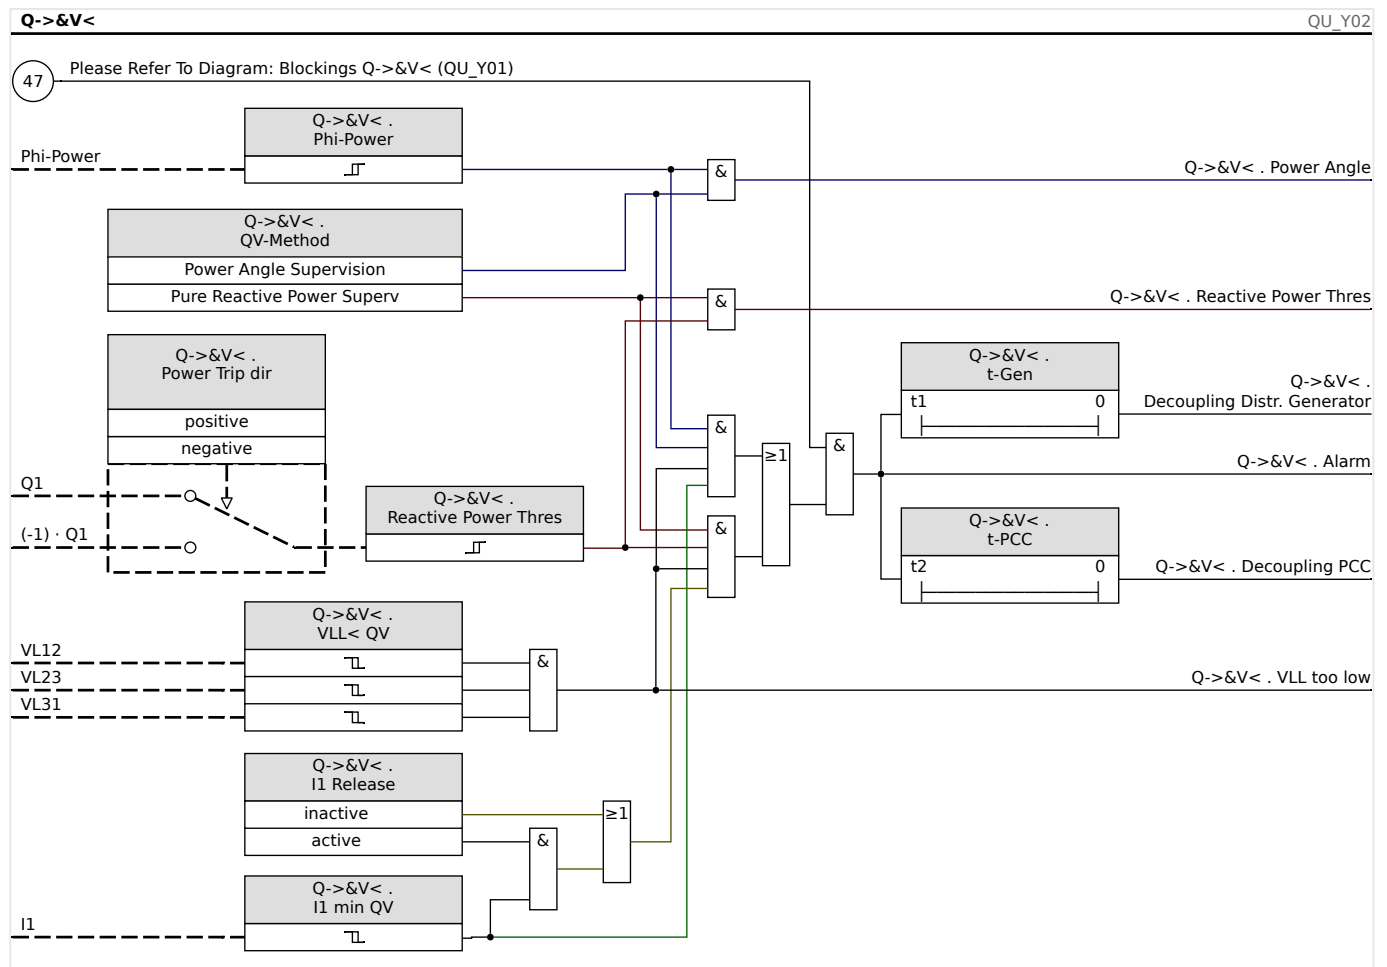 Q->&V<
QU_Y02
47
Please Refer To Diagram: Blockings Q->&V< (QU_Y01)
Q->&V< .
Phi-Power
Phi-Power
&
Q->&V< . Power Angle
Q->&V< .
QV-Method
Power Angle Supervision
Pure Reactive Power Superv
&
Q->&V< . Reactive Power Thres
Q->&V< .
Power Trip dir
positive
negative
Q1
(-1) · Q1
Q->&V< .
Reactive Power Thres
&
&
≥1
&
Q->&V< .
t-Gen
t1
0
Q->&V< .
Decoupling Distr. Generator
Q->&V< . Alarm
Q->&V< .
t-PCC
t2
0
Q->&V< . Decoupling PCC
Q->&V< .
VLL< QV
VL12
VL23
VL31
&
Q->&V< . VLL too low
Q->&V< .
I1 Release
inactive
active
&
≥1
Q->&V< .
I1 min QV
I1